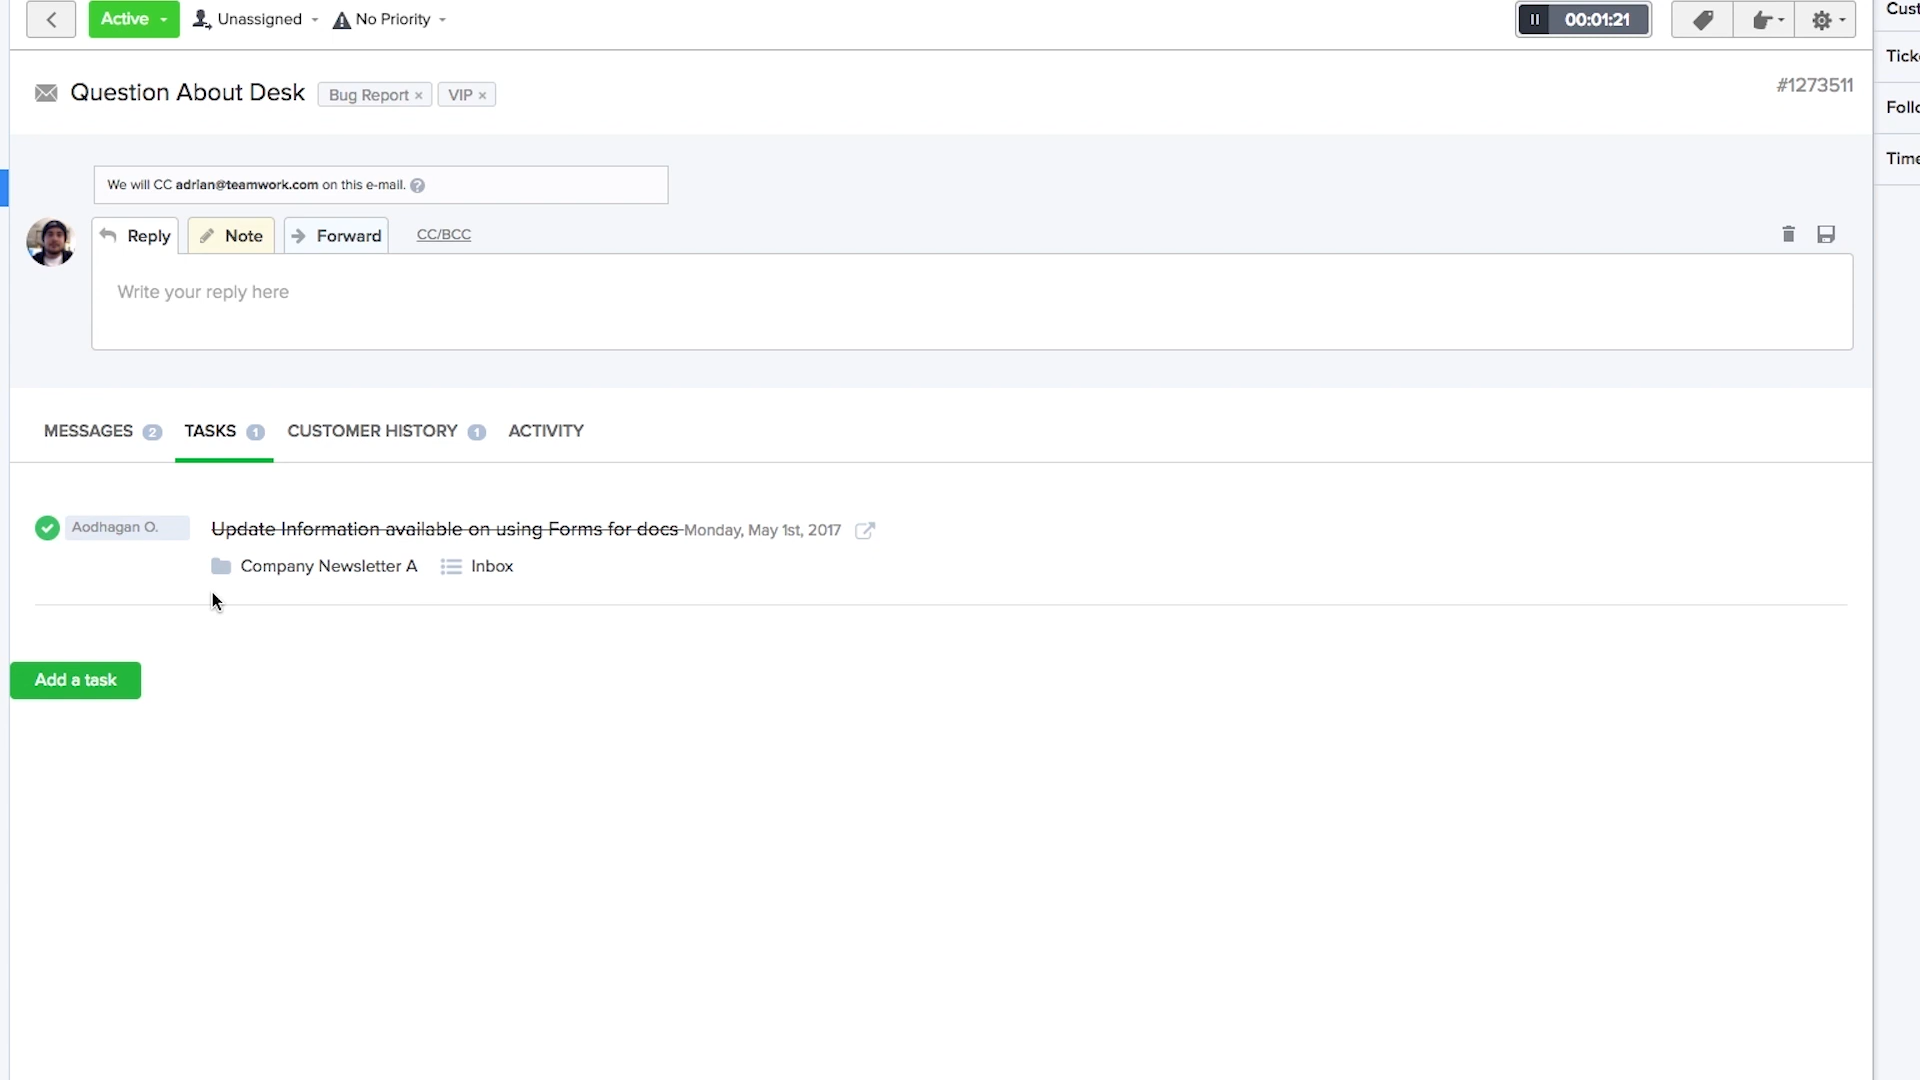 Active Unassigned No Priority 00:01:21
Question About Desk Bug Report × VIP × #1273511
We will CC adrian@teamwork.com on this e-mail. ?
Reply Note Forward CC/BCC
Write your reply here
MESSAGES 2 TASKS 1 CUSTOMER HISTORY 1 ACTIVITY
Aodhagan O. Update Information available on using Forms for docs Monday, May 1st, 2017
Company Newsletter A Inbox
Add a task
Cust
Ticke
Follo
Time